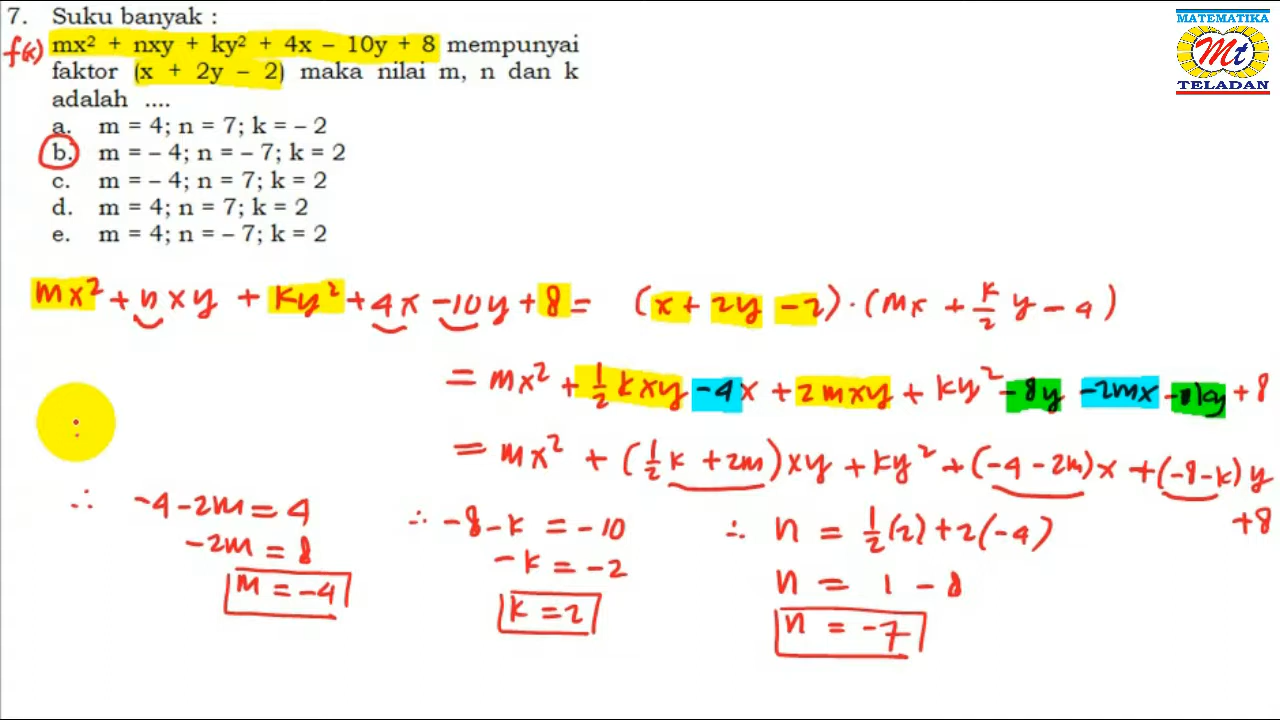 7. Suku banyak :
f(x) mx² + nxy + ky² + 4x – 10y + 8 mempunyai
faktor (x + 2y – 2) maka nilai m, n dan k
adalah ....
a. m = 4; n = 7; k = – 2
b. m = – 4; n = – 7; k = 2
c. m = – 4; n = 7; k = 2
d. m = 4; n = 7; k = 2
e. m = 4; n = – 7; k = 2
MATEMATIKA
Mt
TELADAN
mx² + nxy + ky² + 4x - 10y + 8 = (x + 2y - 2) · (mx + k/2 y - 4)
= mx² + 1/2 kxy - 4x + 2mxy + ky² - 8y - 2mx - ky + 8
= mx² + (1/2 k + 2m)xy + ky² + (-4 - 2m)x + (-8 - k)y
+8
∴ -4 - 2m = 4
-2m = 8
m = -4
∴ -8 - k = -10
-k = -2
k = 2
∴ n = 1/2 (2) + 2(-4)
n = 1 - 8
n = -7